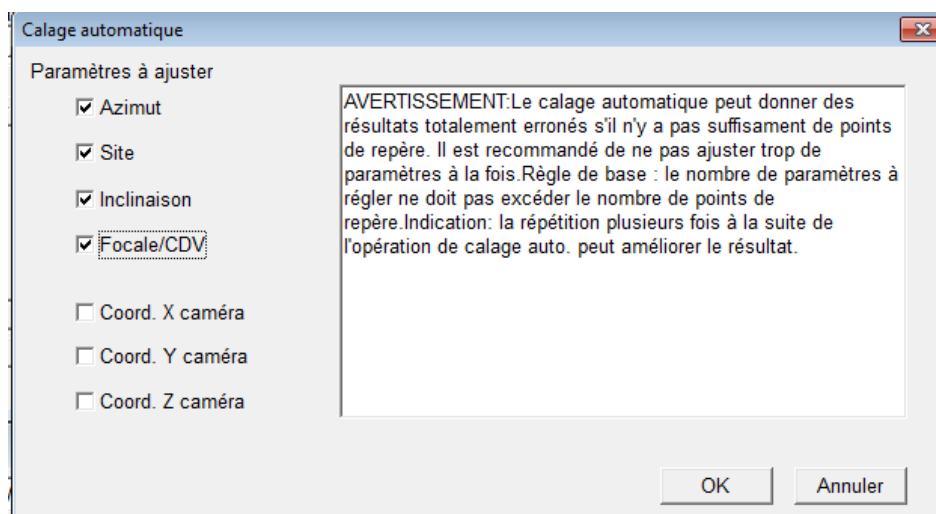 Calage automatique
Paramètres à ajuster
Azimut
Site
Inclinaison
Focale/CDV
Coord. X caméra
Coord. Y caméra
Coord. Z caméra
AVERTISSEMENT:Le calage automatique peut donner des
résultats totalement erronés s'il n'y a pas suffisament de points
de repère. Il est recommandé de ne pas ajuster trop de
paramètres à la fois.Règle de base : le nombre de paramètres à
régler ne doit pas excéder le nombre de points de
repère.Indication: la répétition plusieurs fois à la suite de
l'opération de calage auto. peut améliorer le résultat.
OK
Annuler